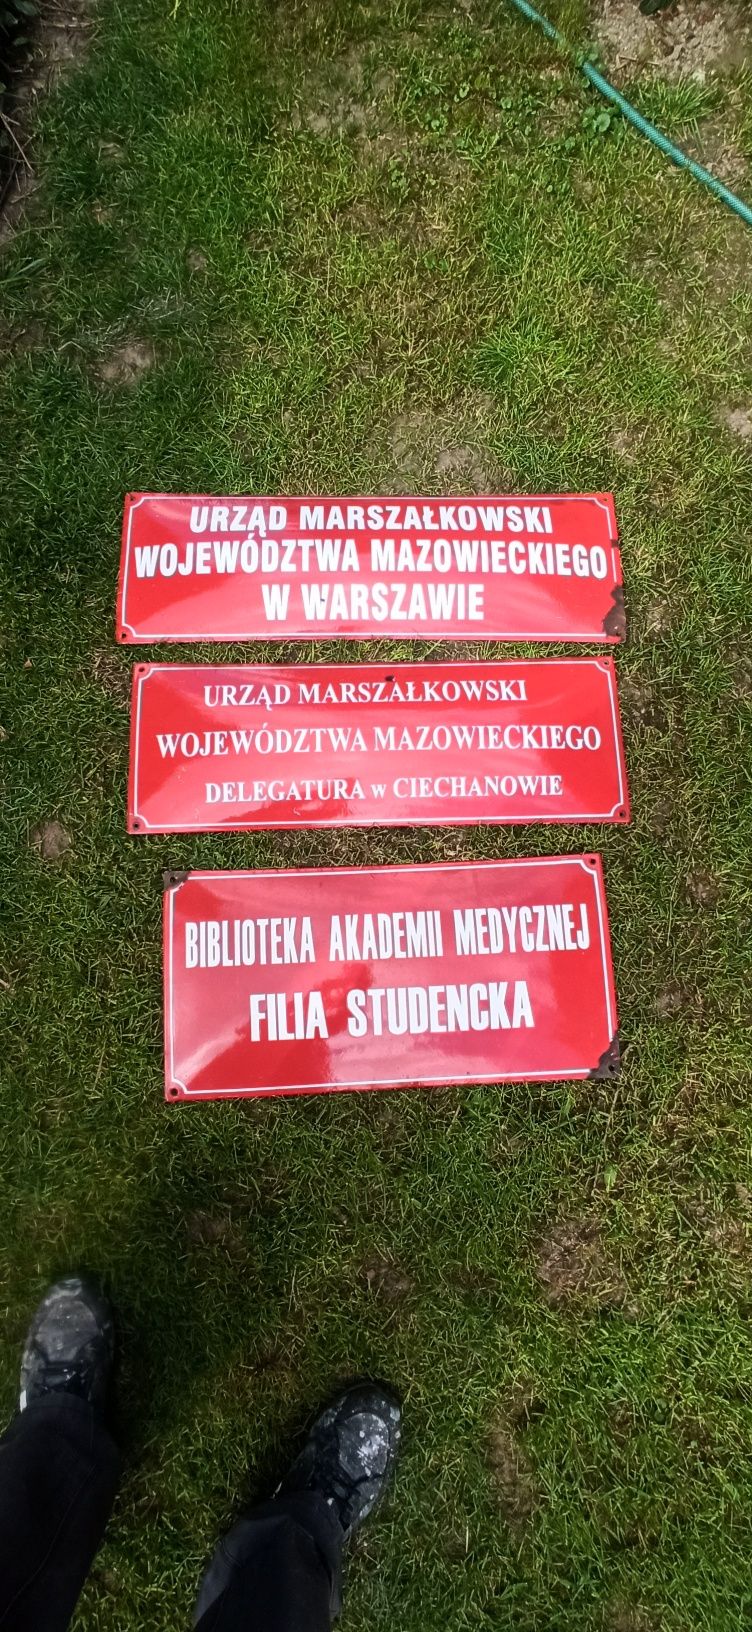 URZĄD MARSZAŁKOWSKI
WOJEWÓDZTWA MAZOWIECKIEGO
W WARSZAWIE
URZĄD MARSZAŁKOWSKI
WOJEWÓDZTWA MAZOWIECKIEGO
DELEGATURA w CIECHANOWIE
BIBLIOTEKA AKADEMII MEDYCZNEJ
FILIA STUDENCKA